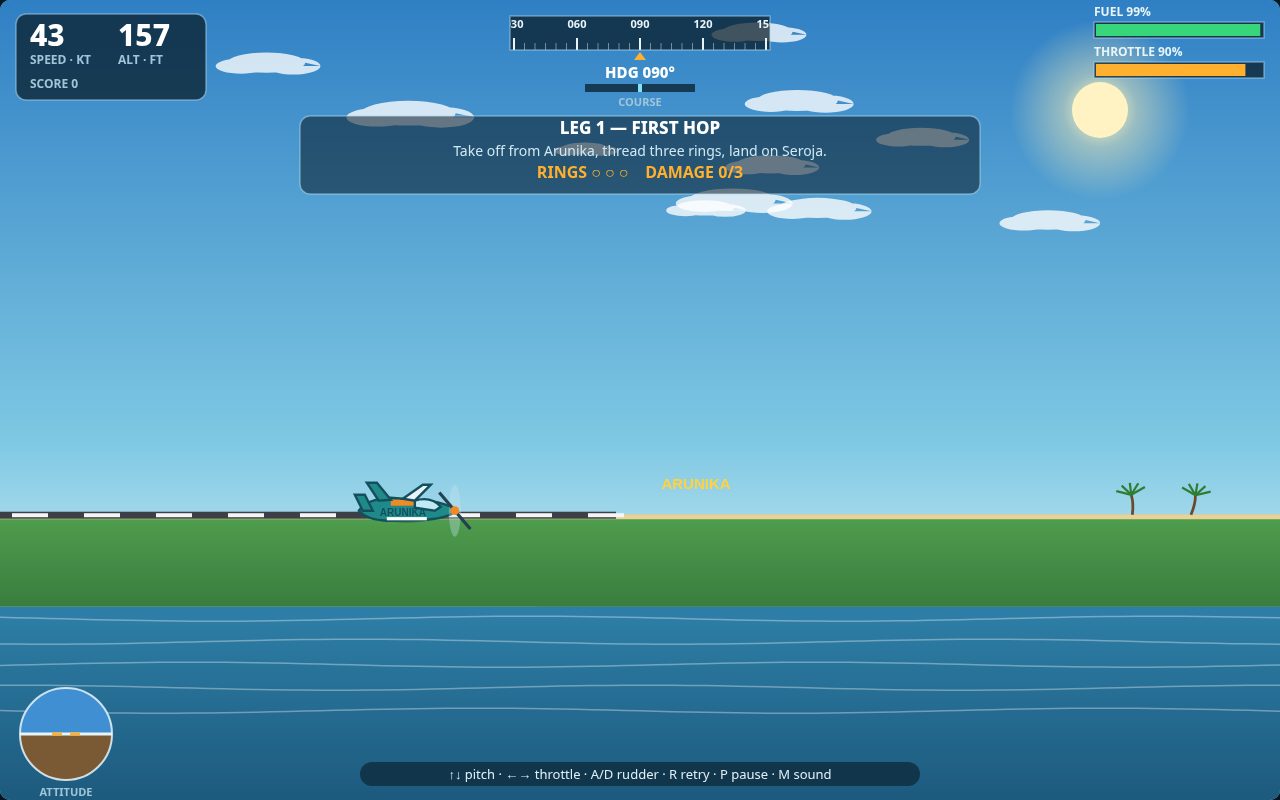 43 157
SPEED · KT ALT · FT
SCORE 0
30 060 090 120 15
HDG 090°
COURSE
FUEL 99%
THROTTLE 90%
LEG 1 — FIRST HOP
Take off from Arunika, thread three rings, land on Seroja.
RINGS ○ ○ ○ DAMAGE 0/3
ARUNIKA
ARUNIKA
↑↓ pitch · ←→ throttle · A/D rudder · R retry · P pause · M sound
ATTITUDE